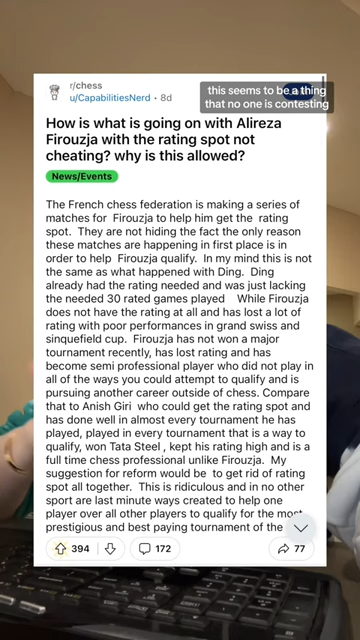 r/chess
u/CapabilitiesNerd • 8d
this seems to be a thing
that no one is contesting
How is what is going on with Alireza
Firouzja with the rating spot not
cheating? why is this allowed?
News/Events
The French chess federation is making a series of
matches for Firouzja to help him get the rating
spot. They are not hiding the fact the only reason
these matches are happening in first place is in
order to help Firouzja qualify. In my mind this is not
the same as what happened with Ding. Ding
already had the rating needed and was just lacking
the needed 30 rated games played While Firouzja
does not have the rating at all and has lost a lot of
rating with poor performances in grand swiss and
sinquefield cup. Firouzja has not won a major
tournament recently, has lost rating and has
become semi professional player who did not play in
all of the ways you could attempt to qualify and is
pursuing another career outside of chess. Compare
that to Anish Giri who could get the rating spot and
has done well in almost every tournament he has
played, played in every tournament that is a way to
qualify, won Tata Steel , kept his rating high and is a
full time chess professional unlike Firouzja. My
suggestion for reform would be to get rid of rating
spot all together. This is ridiculous and in no other
sport are last minute ways created to help one
player over all other players to qualify for the most
prestigious and best paying tournament of the
394
172
77